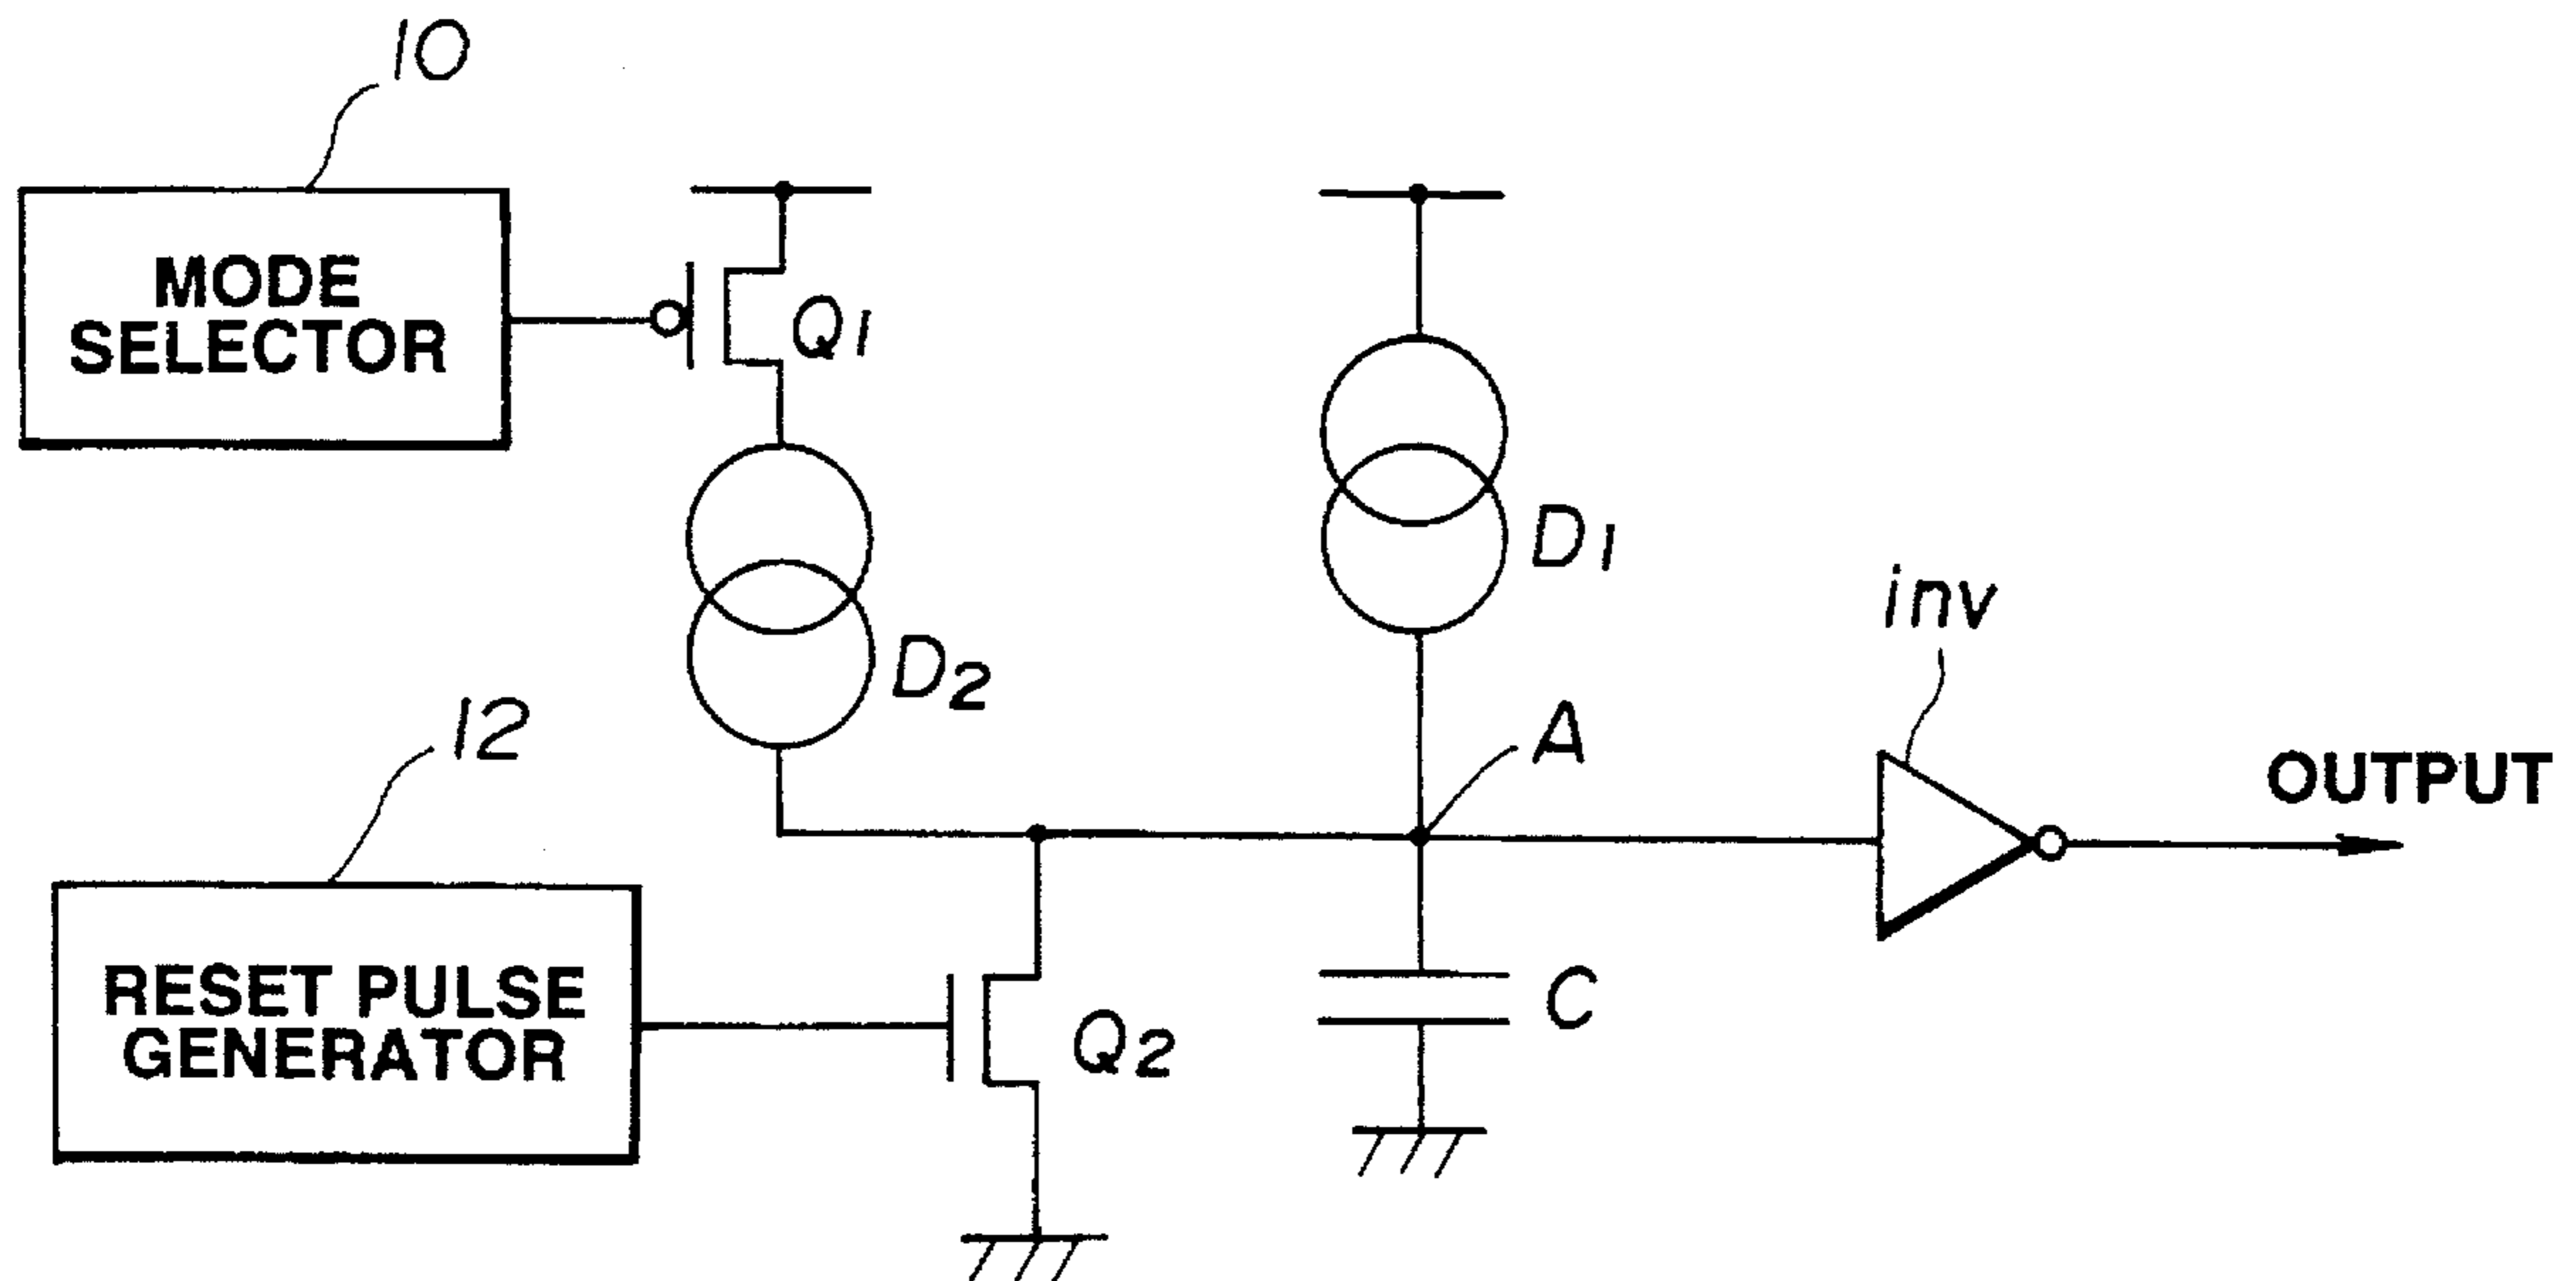 10
MODE
SELECTOR
Q1
D2
D1
inv
12
A
OUTPUT
RESET PULSE
GENERATOR
Q2
C